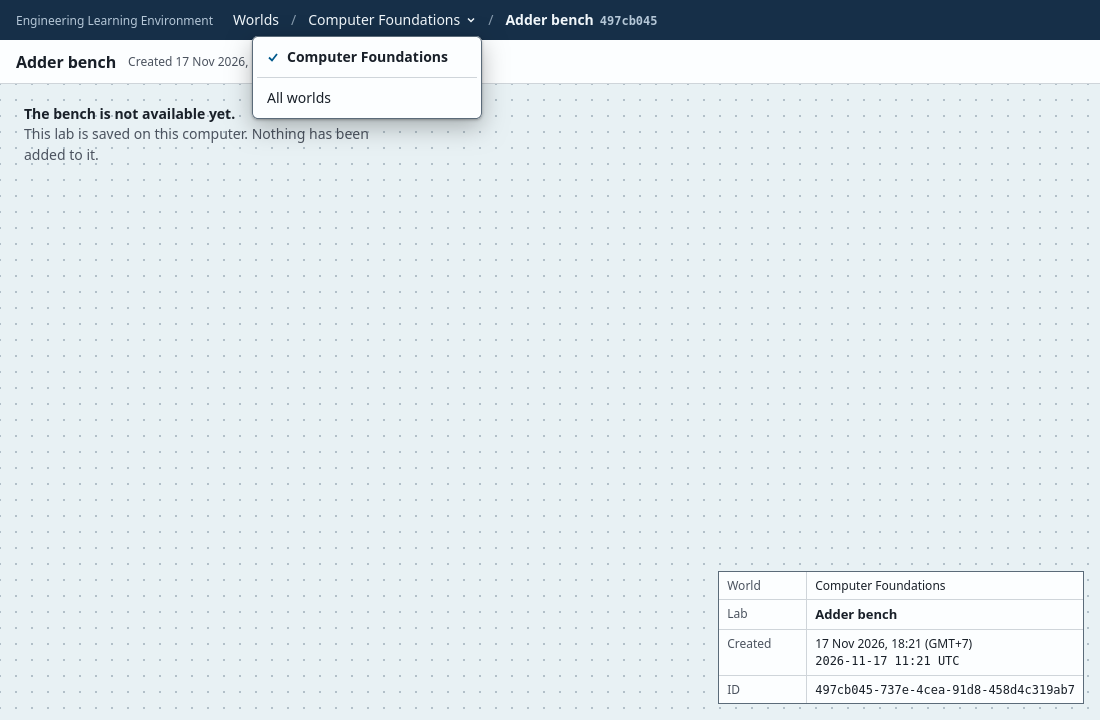 Engineering Learning Environment Worlds / Computer Foundations / Adder bench 497cb045
Computer Foundations
All worlds
Adder bench Created 17 Nov 2026,
The bench is not available yet.
This lab is saved on this computer. Nothing has been
added to it.
World Computer Foundations
Lab Adder bench
Created 17 Nov 2026, 18:21 (GMT+7)
2026-11-17 11:21 UTC
ID 497cb045-737e-4cea-91d8-458d4c319ab7